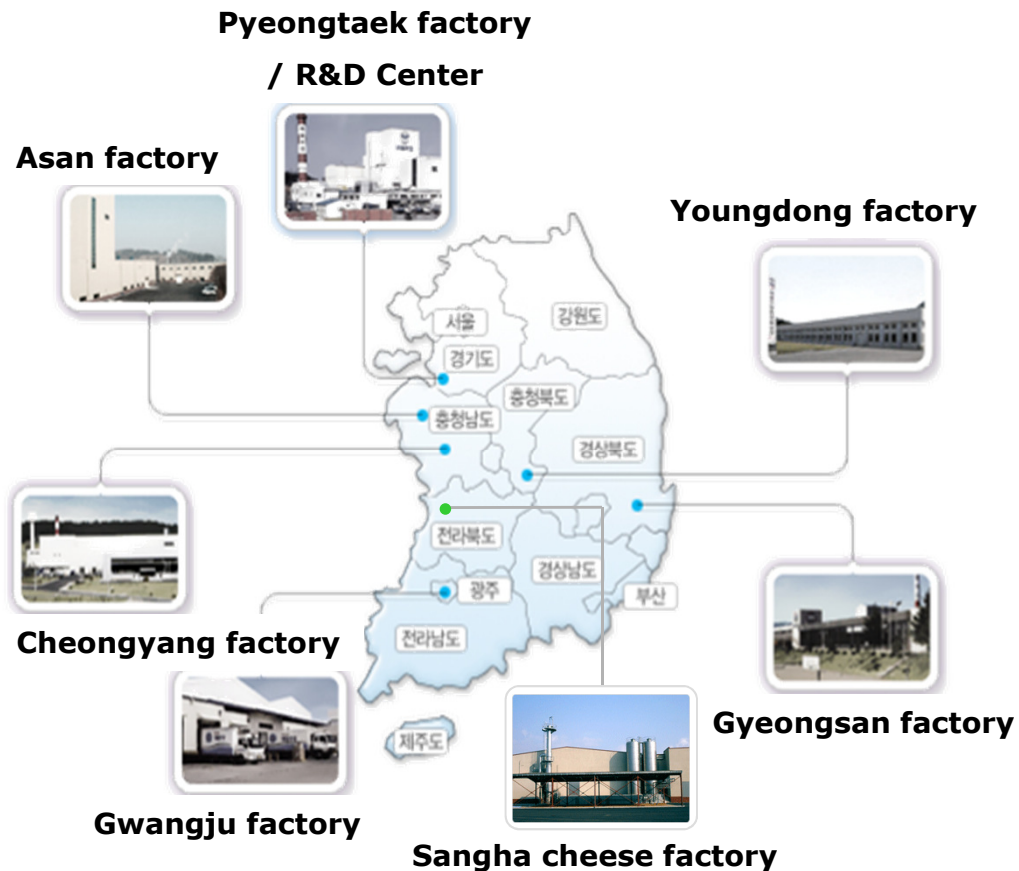 Pyeongtaek factory
/ R&D Center
Asan factory
Youngdong factory
서울
강원도
경기도
충청북도
충청남도
경상북도
전라북도
경상남도
광주
부산
전라남도
Cheongyang factory
Gyeongsan factory
제주도
Gwangju factory
Sangha cheese factory